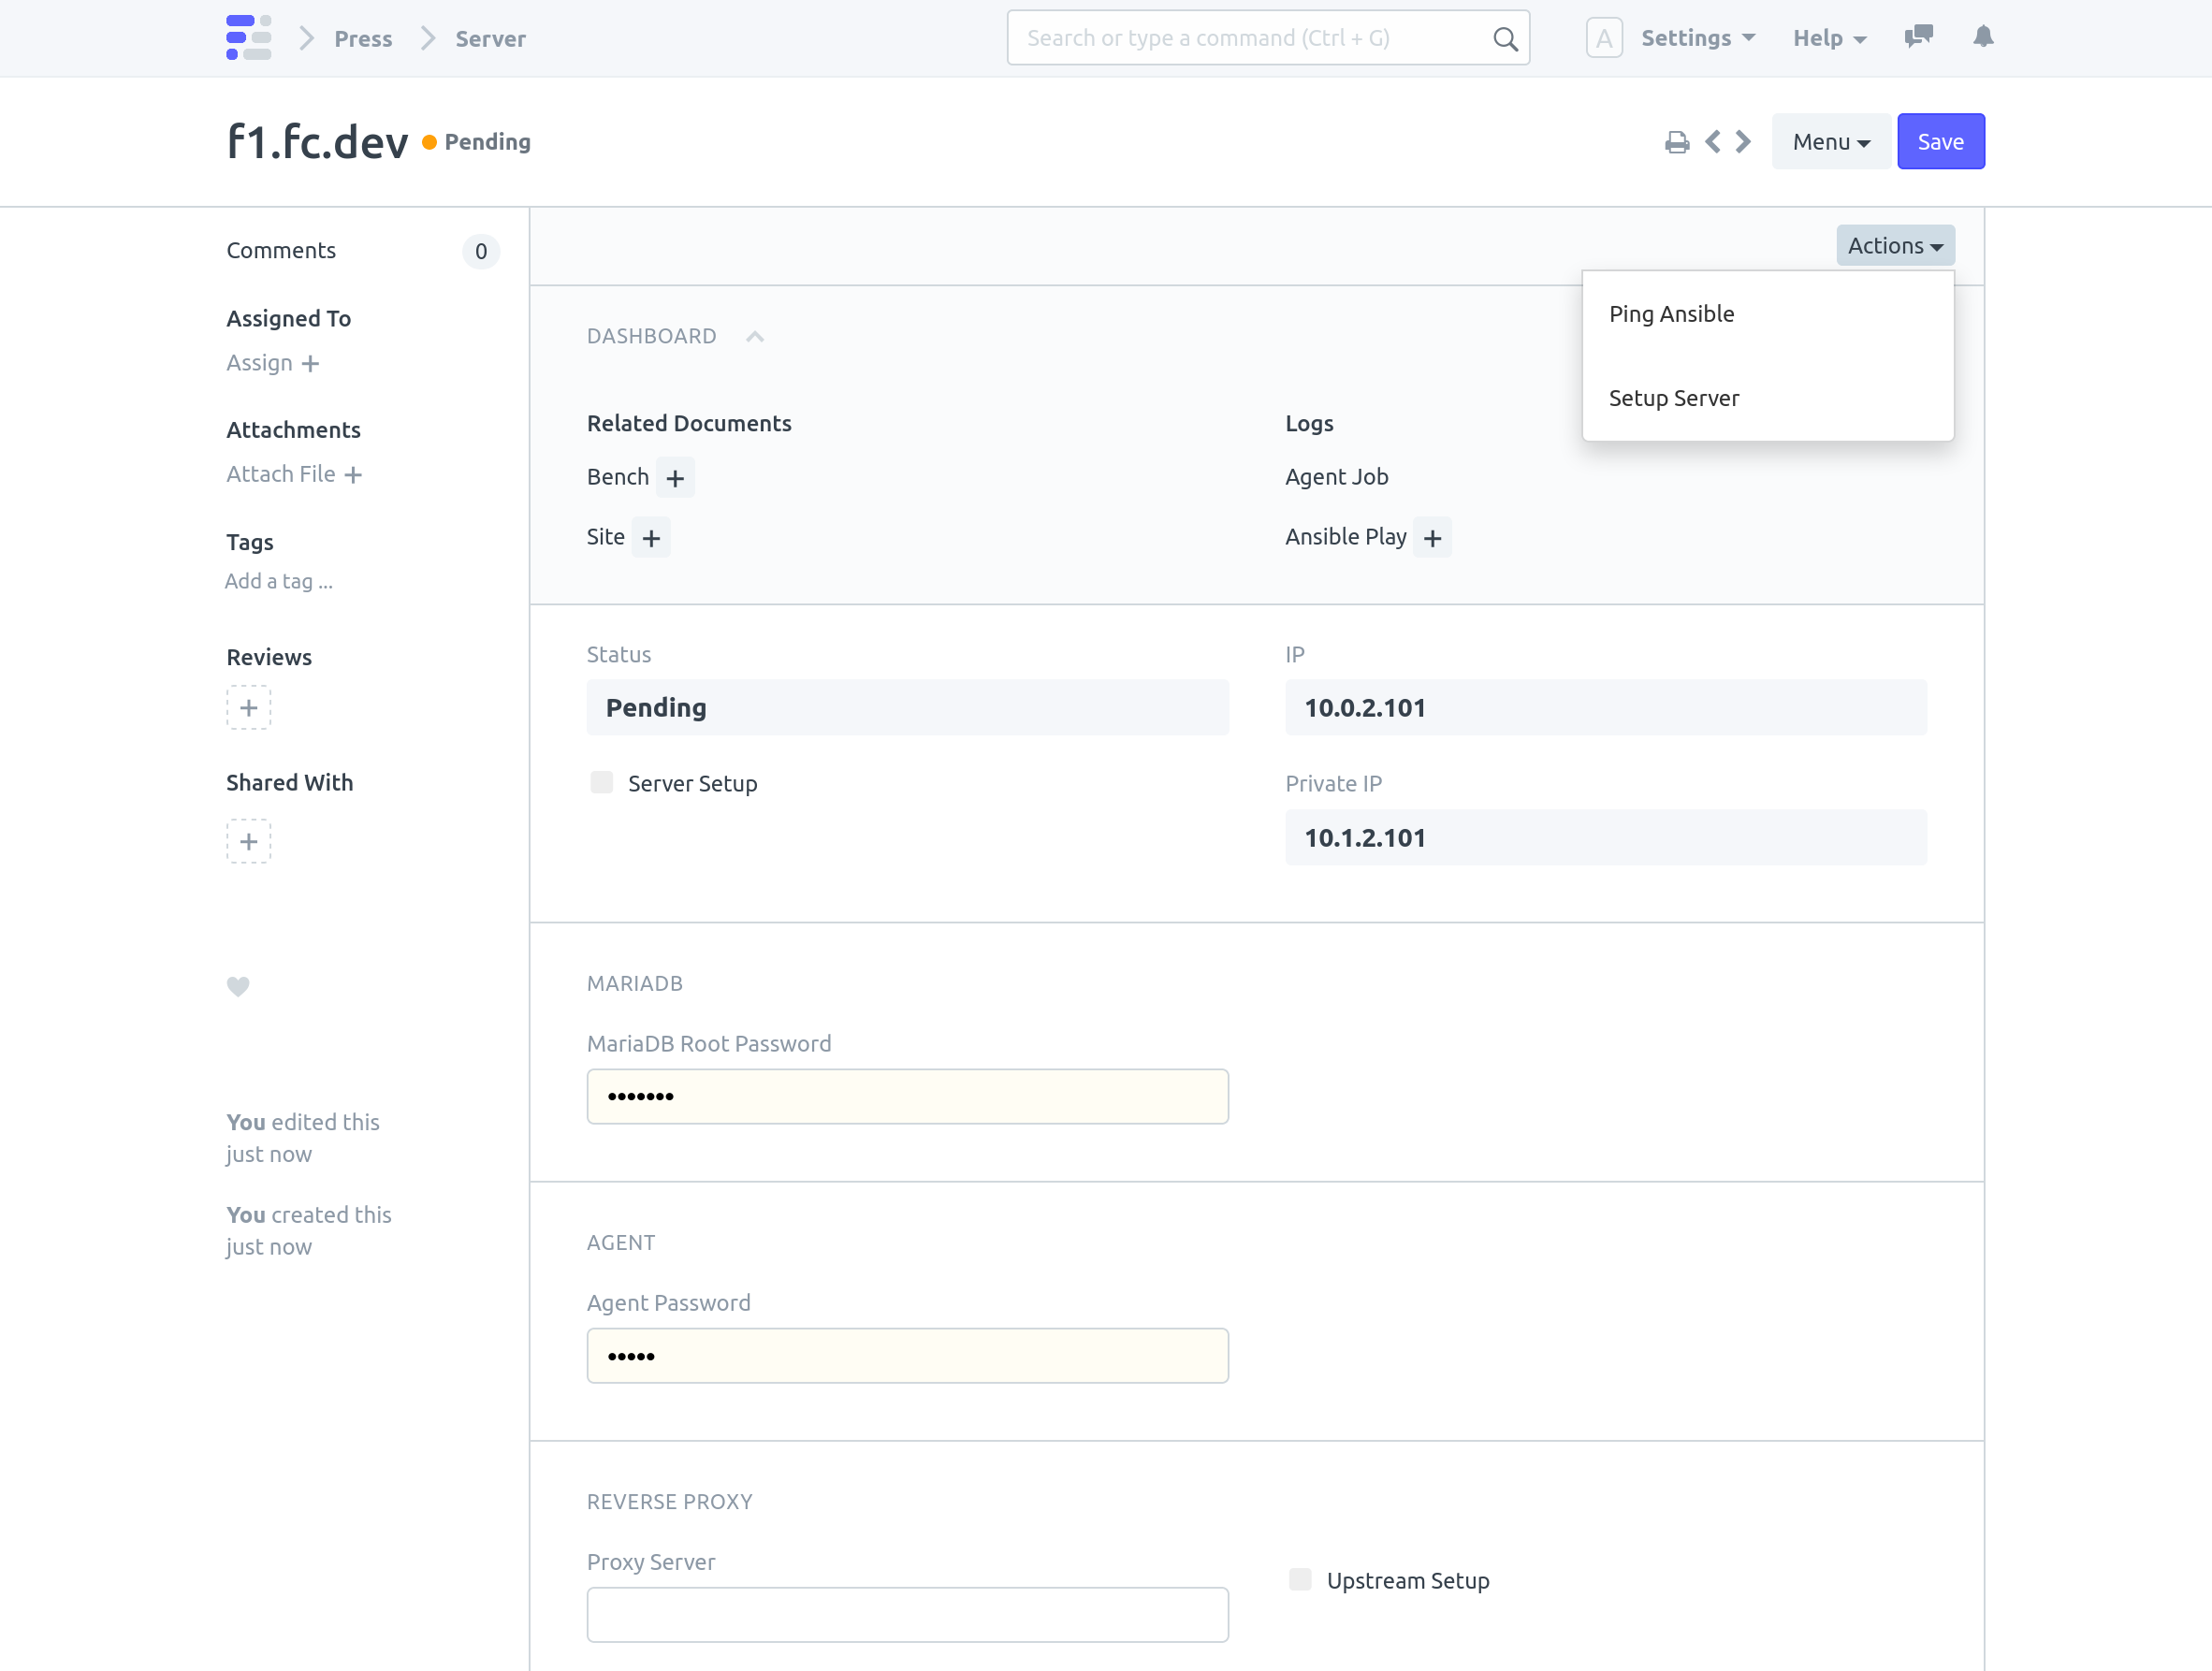 Press
Server
Search or type a command (Ctrl + G)
A
Settings
Help
f1.fc.dev
Pending
Menu
Save
Comments
0
Assigned To
Assign
Attachments
Attach File
Tags
Add a tag ...
Reviews
Shared With
You edited this
just now
You created this
just now
Actions
Ping Ansible
Setup Server
DASHBOARD
Related Documents
Bench
Site
Logs
Agent Job
Ansible Play
Status
Pending
Server Setup
IP
10.0.2.101
Private IP
10.1.2.101
MARIADB
MariaDB Root Password
•••••••
AGENT
Agent Password
•••••
REVERSE PROXY
Proxy Server
Upstream Setup